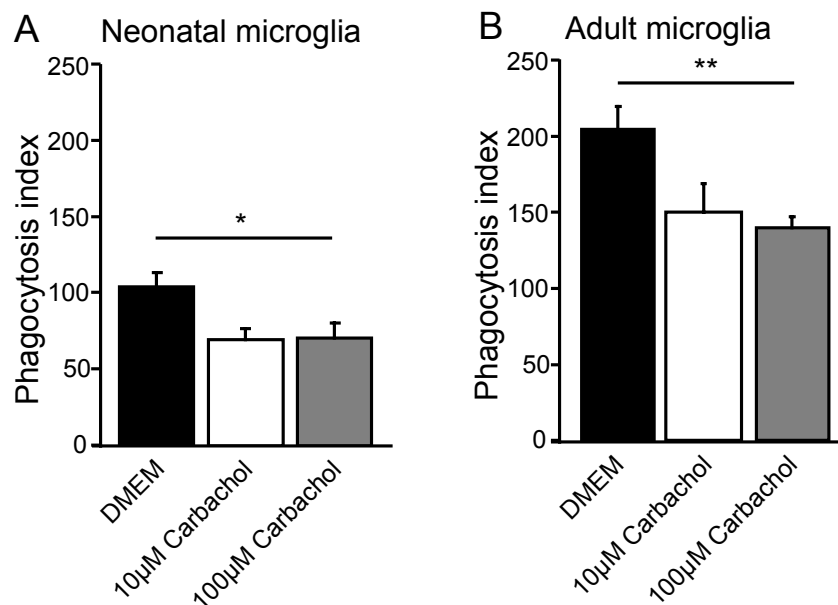 A Neonatal microglia
Phagocytosis index
250
200
150
100
50
0
*
DMEM
10µM Carbachol
100µM Carbachol
B Adult microglia
Phagocytosis index
250
200
150
100
50
0
**
DMEM
10µM Carbachol
100µM Carbachol